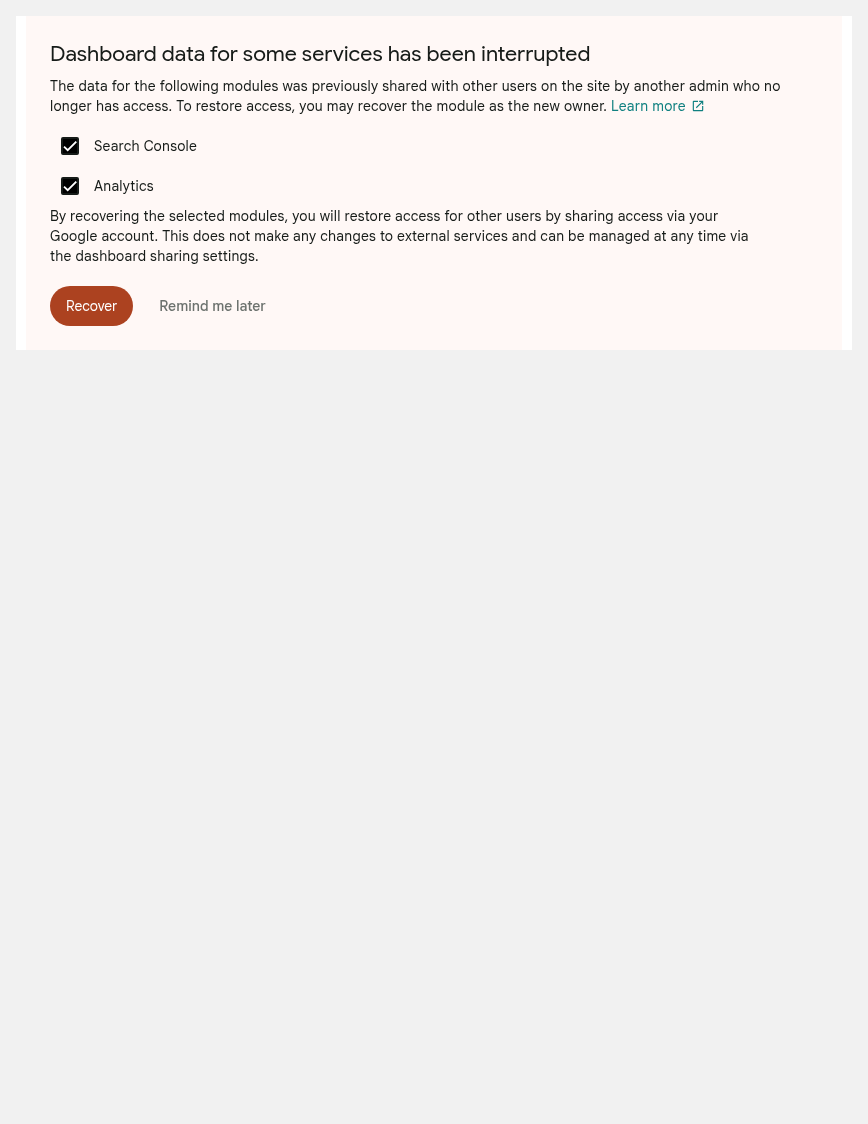 Dashboard data for some services has been interrupted
The data for the following modules was previously shared with other users on the site by another admin who no
longer has access. To restore access, you may recover the module as the new owner. Learn more
Search Console
Analytics
By recovering the selected modules, you will restore access for other users by sharing access via your
Google account. This does not make any changes to external services and can be managed at any time via
the dashboard sharing settings.
Recover Remind me later